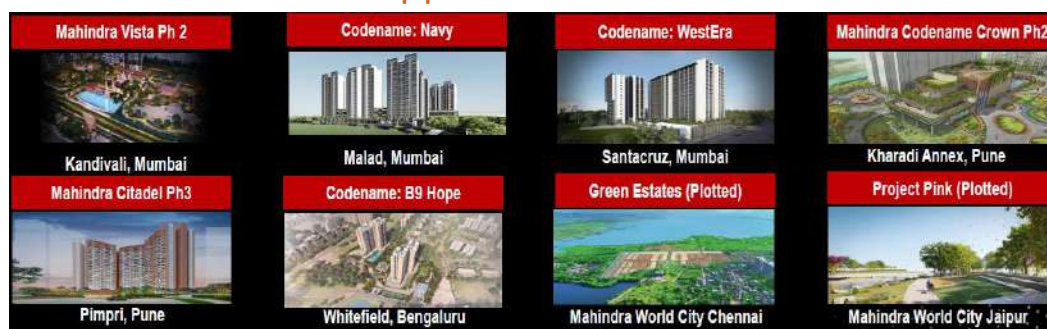 Mahindra Vista Ph 2
Codename: Navy
Codename: WestEra
Mahindra Codename Crown Ph2
Kandivali, Mumbai
Malad, Mumbai
Santacruz, Mumbai
Kharadi Annex, Pune
Mahindra Citadel Ph3
Codename: B9 Hope
Green Estates (Plotted)
Project Pink (Plotted)
Pimpri, Pune
Whitefield, Bengaluru
Mahindra World City Chennai
Mahindra World City Jaipur